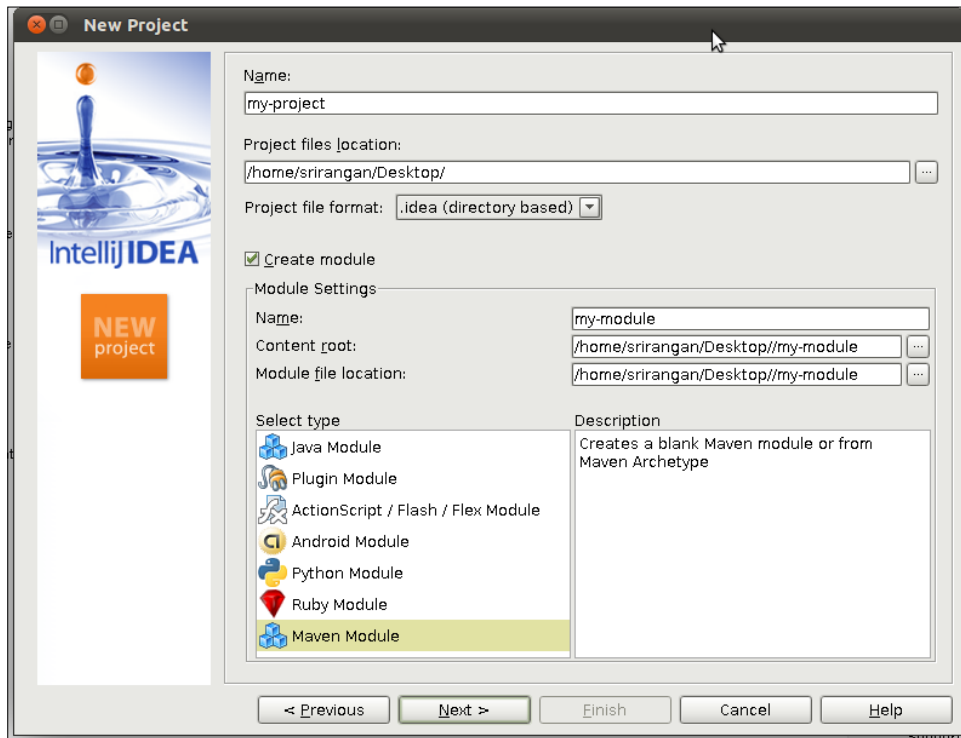 New Project
IntelliJIDEA
NEW
project
Name:
my-project
Project files location:
/home/srirangan/Desktop/
...
Project file format: .idea (directory based)
Create module
Module Settings
Name: my-module
Content root: /home/srirangan/Desktop//my-module ...
Module file location: /home/srirangan/Desktop//my-module ...
Select type
Java Module
Plugin Module
ActionScript / Flash / Flex Module
Android Module
Python Module
Ruby Module
Maven Module
Description
Creates a blank Maven module or from
Maven Archetype
< Previous Next > Finish Cancel Help